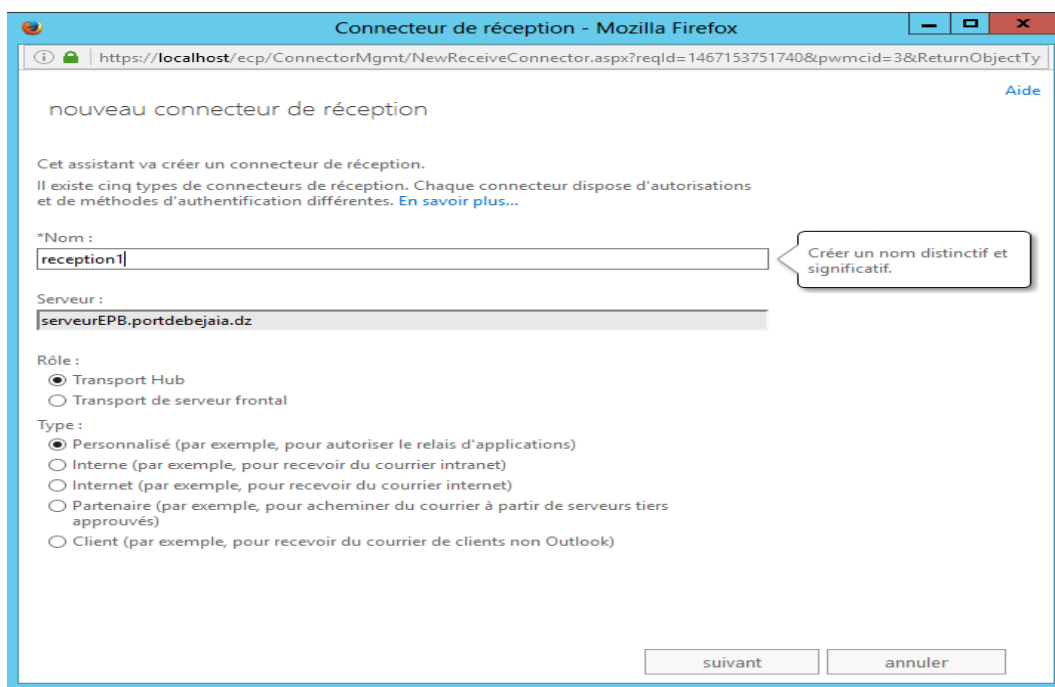 Connecteur de réception - Mozilla Firefox
https://localhost/ecp/ConnectorMgmt/NewReceiveConnector.aspx?reqId=1467153751740&pwmcid=3&ReturnObjectTy
Aide
nouveau connecteur de réception
Cet assistant va créer un connecteur de réception.
Il existe cinq types de connecteurs de réception. Chaque connecteur dispose d'autorisations
et de méthodes d'authentification différentes. En savoir plus...
*Nom :
reception1
Créer un nom distinctif et
significatif.
Serveur :
serveurEPB.portdebejaia.dz
Rôle :
Transport Hub
Transport de serveur frontal
Type :
Personnalisé (par exemple, pour autoriser le relais d'applications)
Interne (par exemple, pour recevoir du courrier intranet)
Internet (par exemple, pour recevoir du courrier internet)
Partenaire (par exemple, pour acheminer du courrier à partir de serveurs tiers
approuvés)
Client (par exemple, pour recevoir du courrier de clients non Outlook)
suivant
annuler